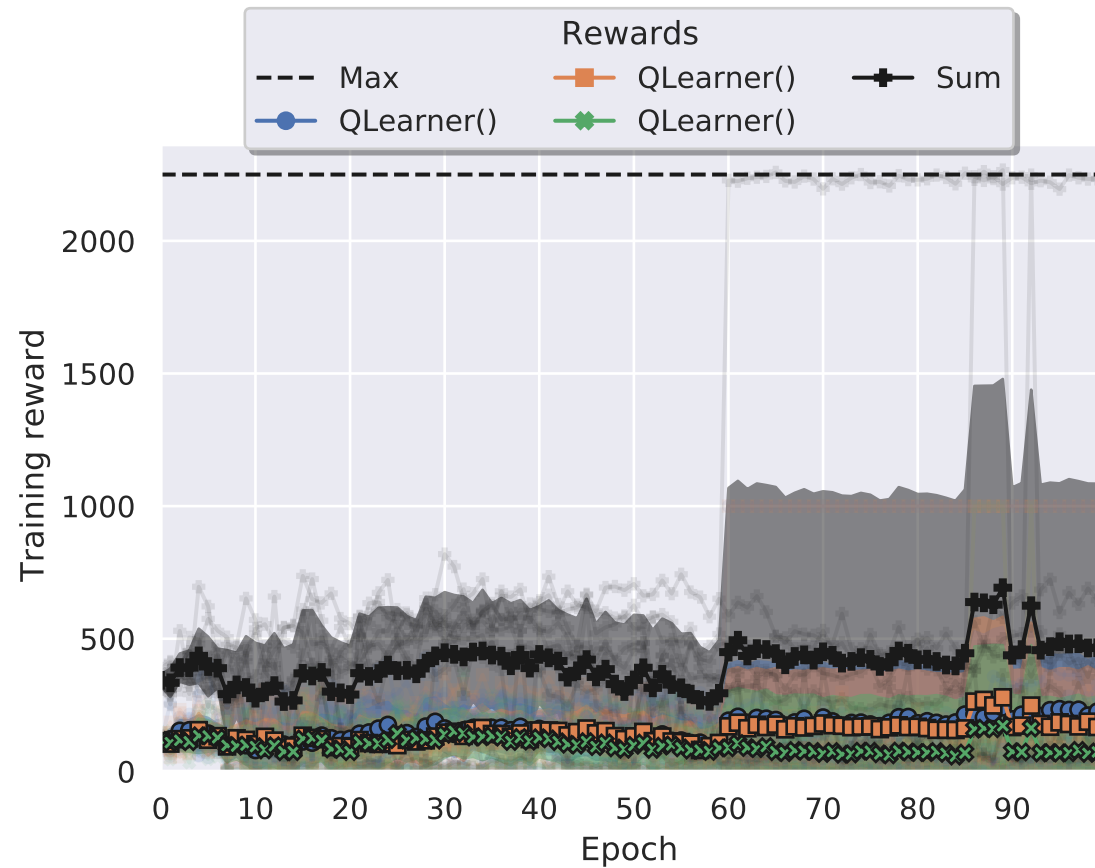 Rewards
Max QLearner() Sum
QLearner() QLearner()
2000
1500
1000
500
0
Training reward
0 10 20 30 40 50 60 70 80 90
Epoch